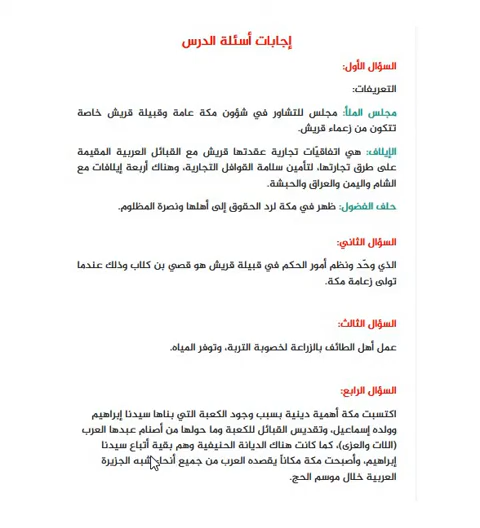 إجابات أسئلة الدرس
السؤال الأول:
التعريفات:
مجلس الملأ: مجلس للتشاور في شؤون مكة عامة وقبيلة قريش خاصة
تتكون من زعماء قريش.
الإيلاف: هي اتفاقيّات تجارية عقدتها قريش مع القبائل العربية المقيمة
على طرق تجارتها، لتأمين سلامة القوافل التجارية، وهناك أربعة إيلافات مع
الشام واليمن والعراق والحبشة.
حلف الفضول: ظهر في مكة لرد الحقوق إلى أهلها ونصرة المظلوم.
السؤال الثاني:
الذي وحّد ونظم أمور الحكم في قبيلة قريش هو قصي بن كلاب وذلك عندما
تولى زعامة مكة.
السؤال الثالث:
عمل أهل الطائف بالزراعة لخصوبة التربة، وتوفر المياه.
السؤال الرابع:
اكتسبت مكة أهمية دينية بسبب وجود الكعبة التي بناها سيدنا إبراهيم
وولده إسماعيل، وتقديس القبائل للكعبة وما حولها من أصنام عبدها العرب
(اللات والعزى)، كما كانت هناك الديانة الحنيفية وهم بقية أتباع سيدنا
إبراهيم، وأصبحت مكة مكاناً يقصده العرب من جميع أنحاء شبه الجزيرة
العربية خلال موسم الحج.